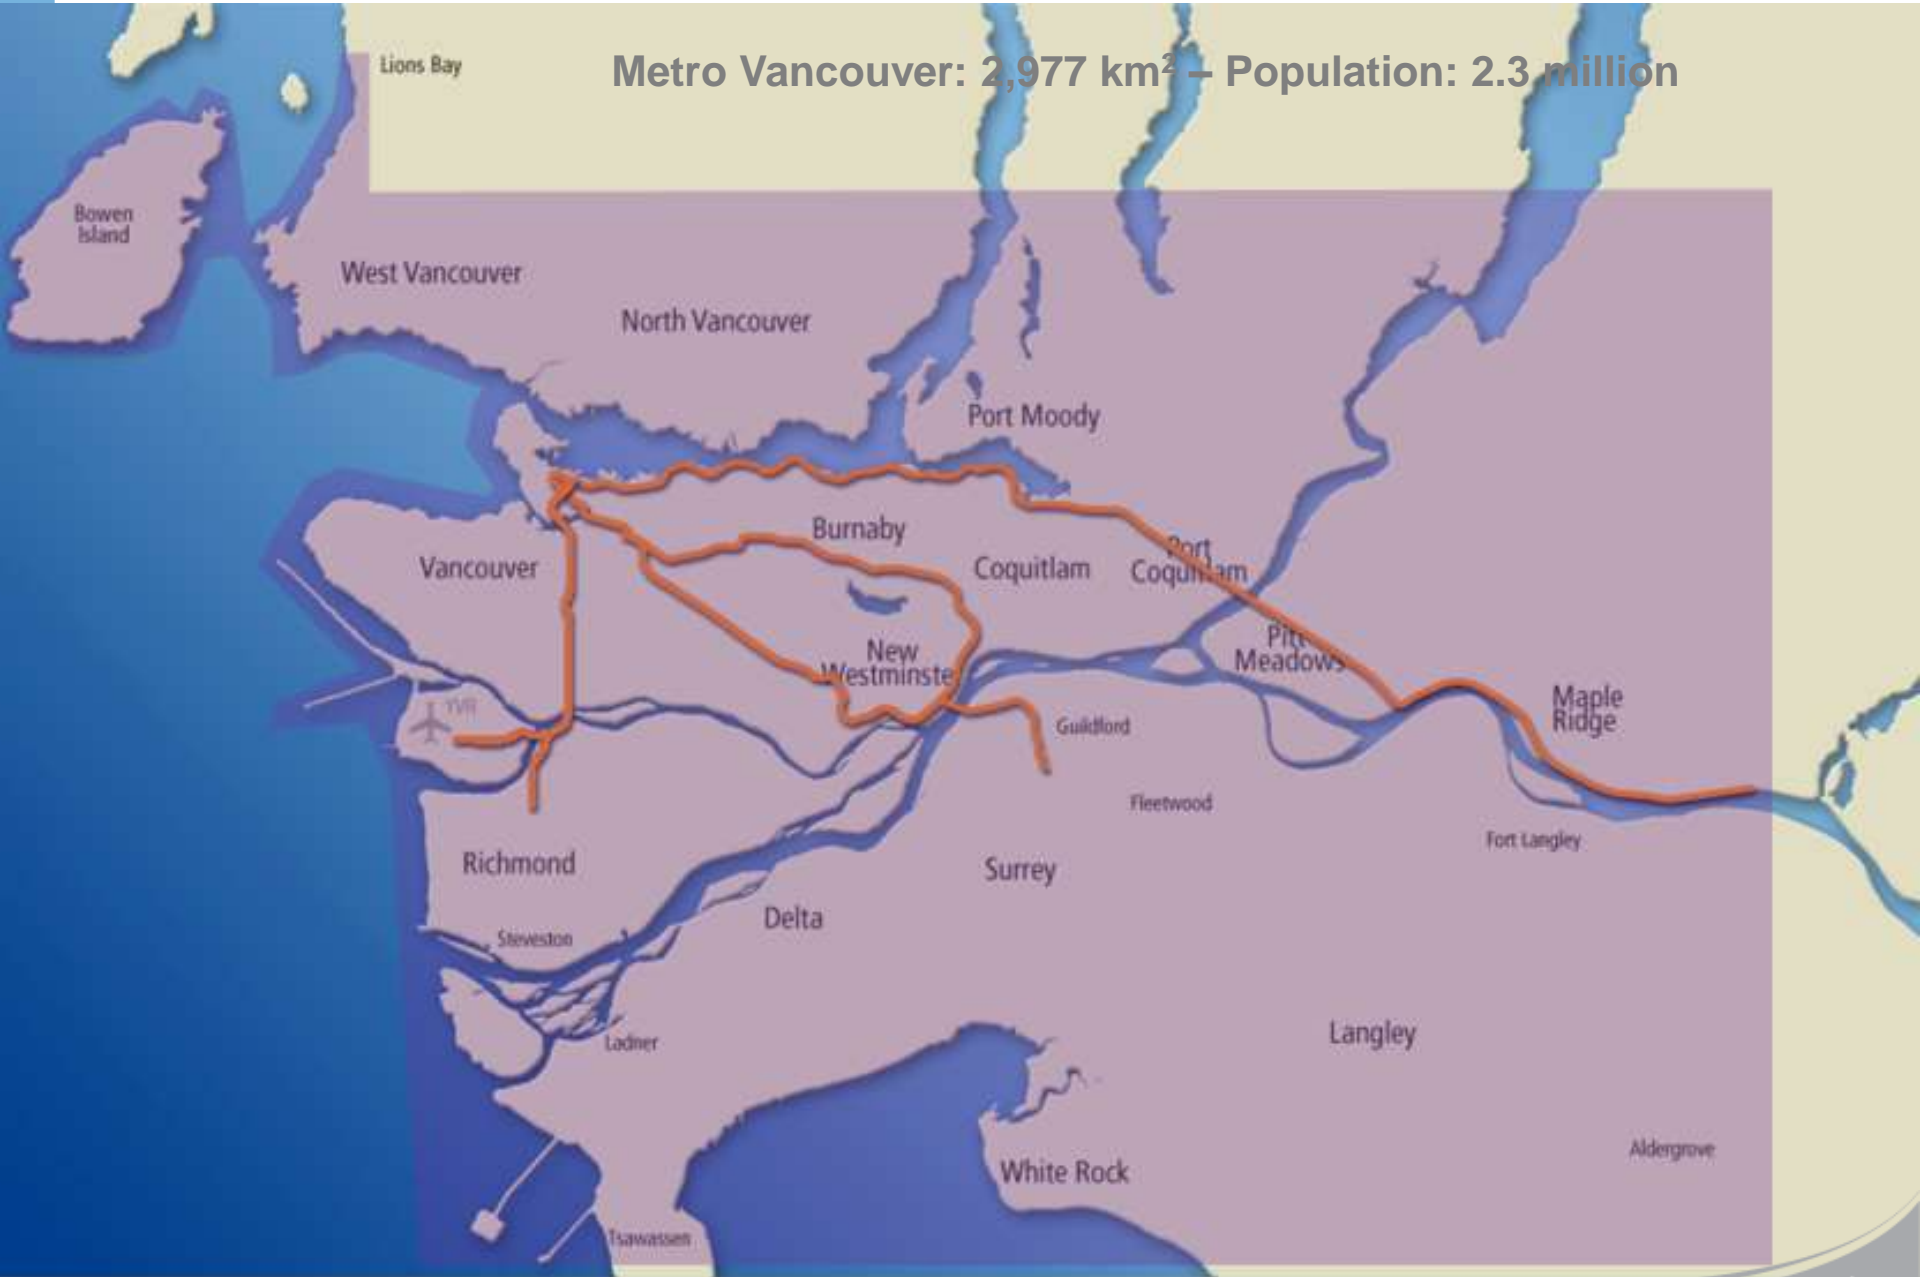 Metro Vancouver: 2,977 km² – Population: 2.3 million
Lions Bay
Bowen
Island
West Vancouver
North Vancouver
Port Moody
Burnaby
Vancouver
Coquitlam
Port
Coquitlam
New
Westminste
Pitt
Meadows
YVR
Maple
Ridge
Guildford
Fleetwood
Fort Langley
Richmond
Surrey
Delta
Steveston
Ladner
Langley
Aldergrove
White Rock
Tsawassen